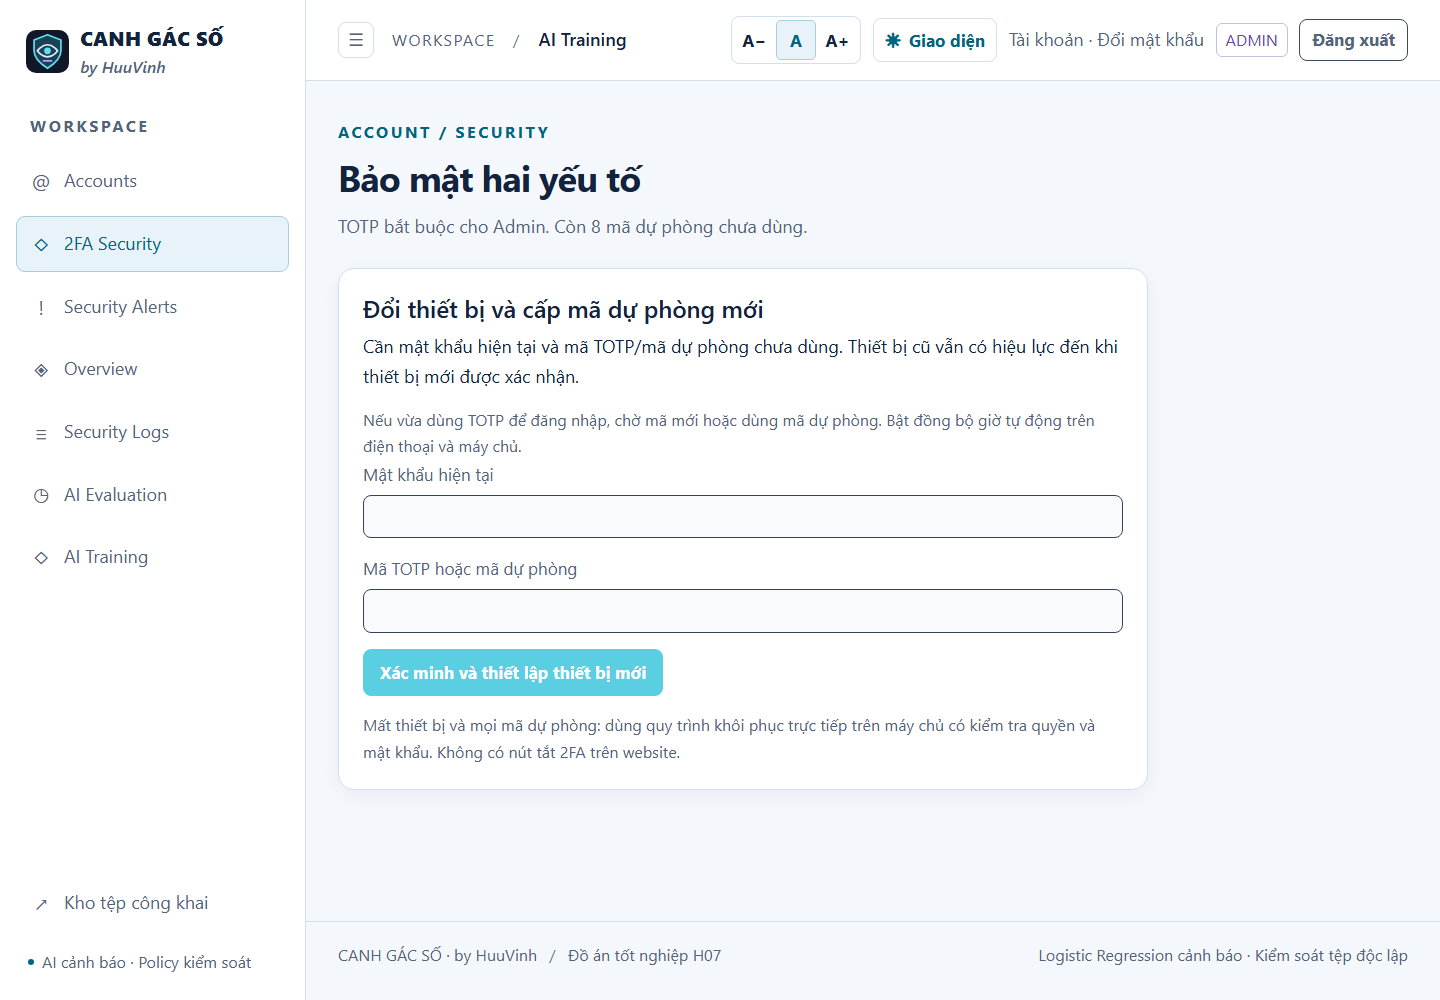 CANH GÁC SỐ
by HuuVinh
WORKSPACE
@ Accounts
◇ 2FA Security
! Security Alerts
◈ Overview
☰ Security Logs
◷ AI Evaluation
◇ AI Training
↗ Kho tệp công khai
● AI cảnh báo · Policy kiểm soát
☰ WORKSPACE / AI Training
A− A A+
✷ Giao diện
Tài khoản · Đổi mật khẩu
ADMIN
Đăng xuất
ACCOUNT / SECURITY
Bảo mật hai yếu tố
TOTP bắt buộc cho Admin. Còn 8 mã dự phòng chưa dùng.
Đổi thiết bị và cấp mã dự phòng mới
Cần mật khẩu hiện tại và mã TOTP/mã dự phòng chưa dùng. Thiết bị cũ vẫn có hiệu lực đến khi
thiết bị mới được xác nhận.
Nếu vừa dùng TOTP để đăng nhập, chờ mã mới hoặc dùng mã dự phòng. Bật đồng bộ giờ tự động trên
điện thoại và máy chủ.
Mật khẩu hiện tại
Mã TOTP hoặc mã dự phòng
Xác minh và thiết lập thiết bị mới
Mất thiết bị và mọi mã dự phòng: dùng quy trình khôi phục trực tiếp trên máy chủ có kiểm tra quyền và
mật khẩu. Không có nút tắt 2FA trên website.
CANH GÁC SỐ · by HuuVinh / Đồ án tốt nghiệp H07
Logistic Regression cảnh báo · Kiểm soát tệp độc lập